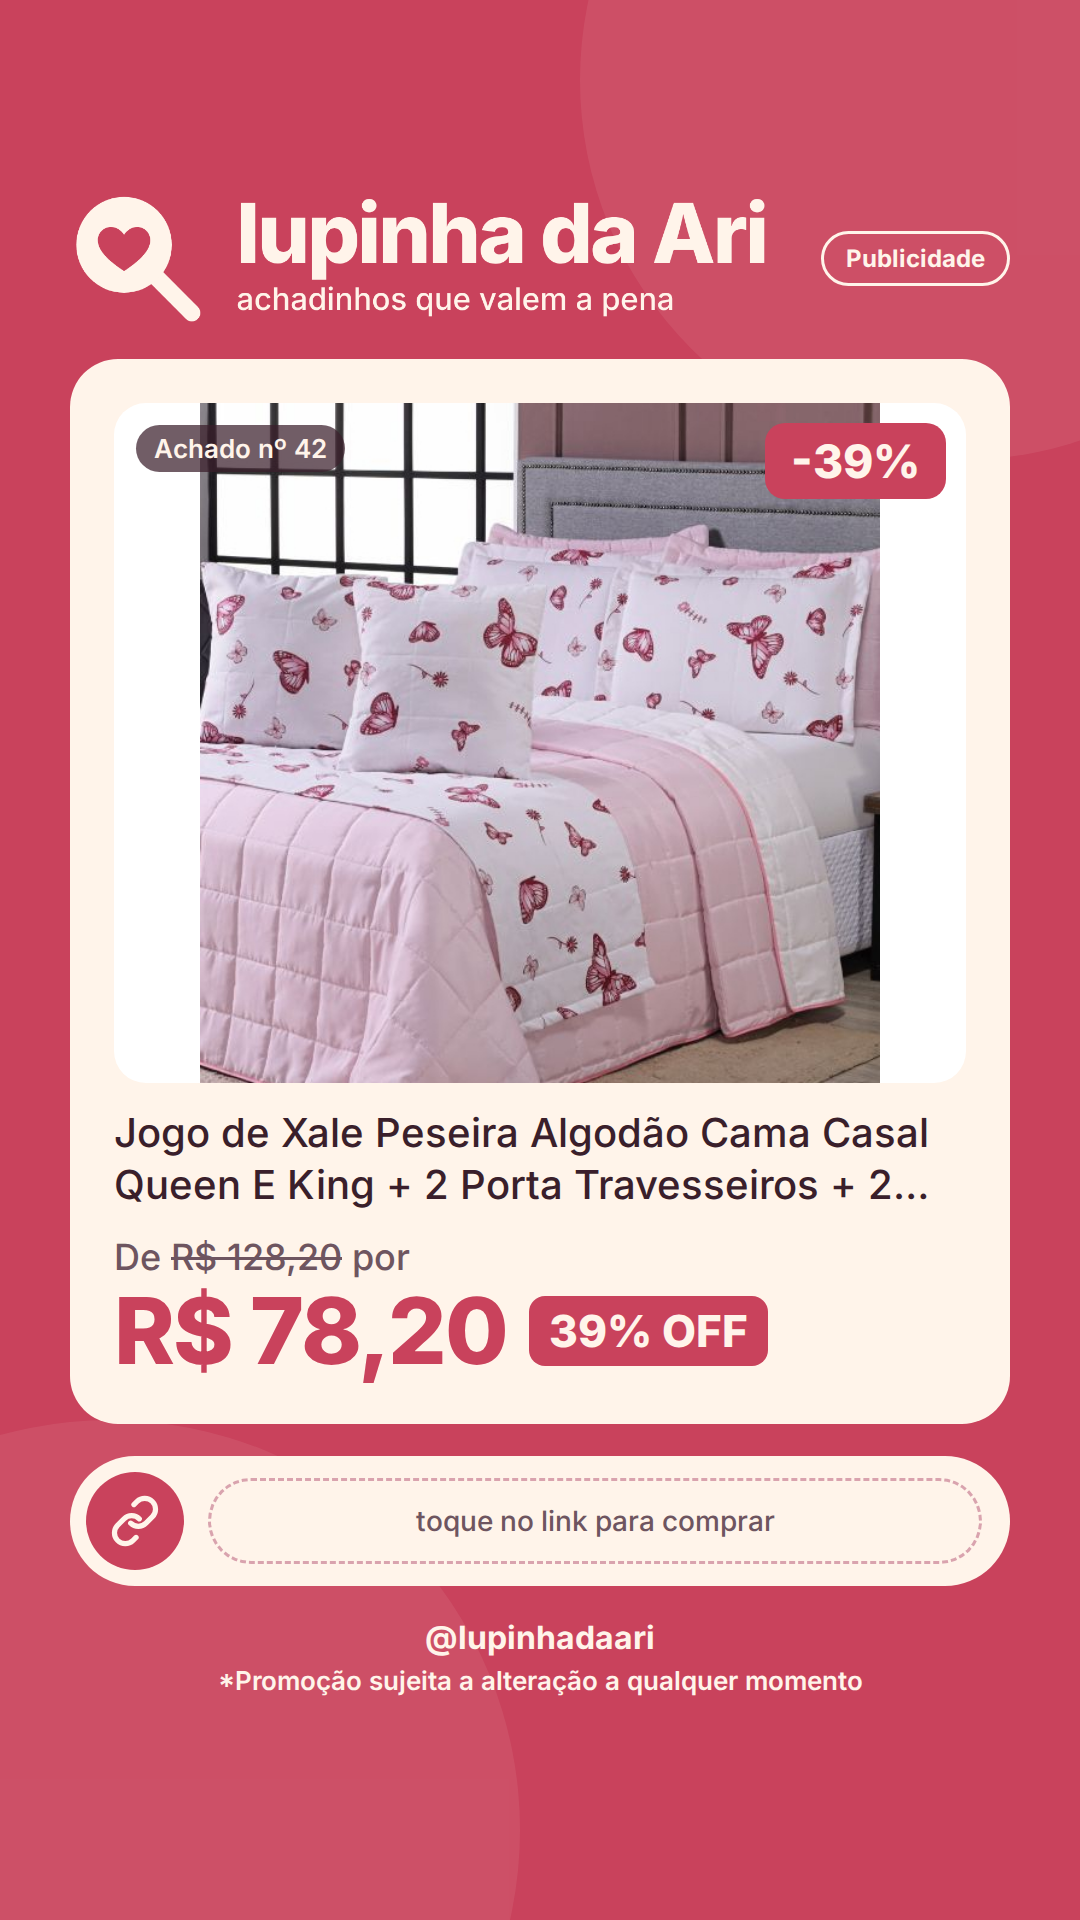 lupinha da Ari
achadinhos que valem a pena
Publicidade
Achado nº 42
-39%
Jogo de Xale Peseira Algodão Cama Casal
Queen E King + 2 Porta Travesseiros + 2...
De R$ 128,20 por
R$ 78,20
39% OFF
toque no link para comprar
@lupinhadaari
*Promoção sujeita a alteração a qualquer momento